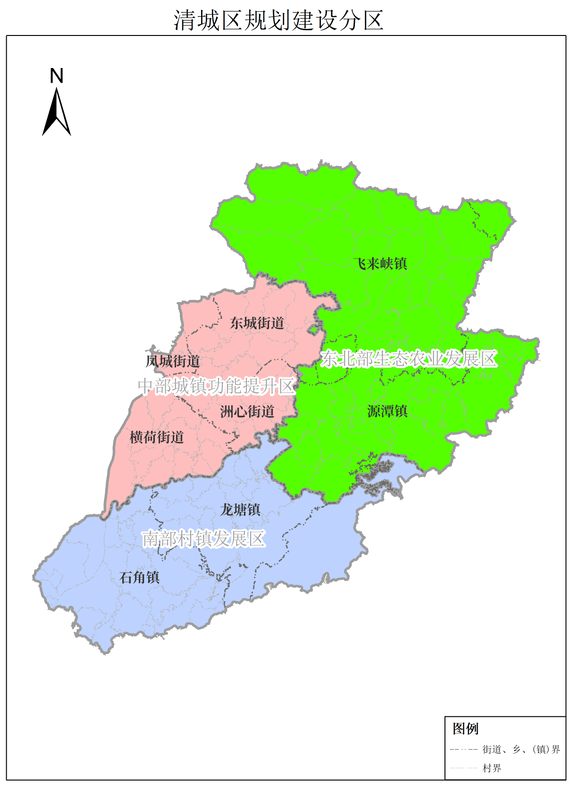 清城区规划建设分区
N
飞来峡镇
东城街道
凤城街道
东北部生态农业发展区
中部城镇功能提升区
洲心街道
源潭镇
横荷街道
龙塘镇
南部村镇发展区
石角镇
图例
街道、乡、(镇)界
村界